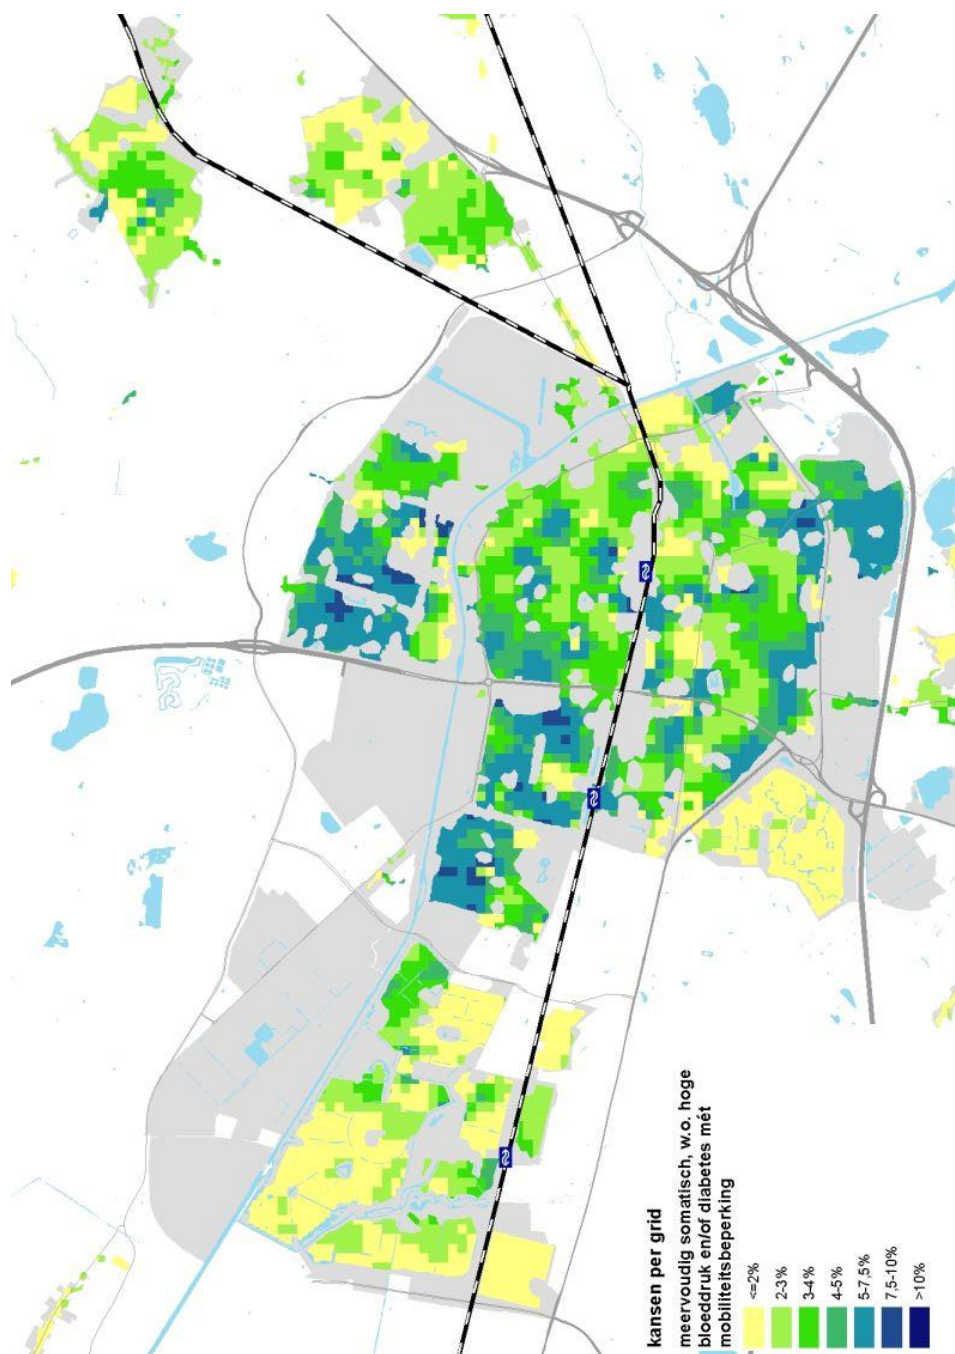 kansen per grid
meervoudig somatisch, w.o. hoge
bloeddruk en/of diabetes mét
mobiliteitsbeperking
<=2%
2-3%
3-4%
4-5%
5-7,5%
7,5-10%
>10%